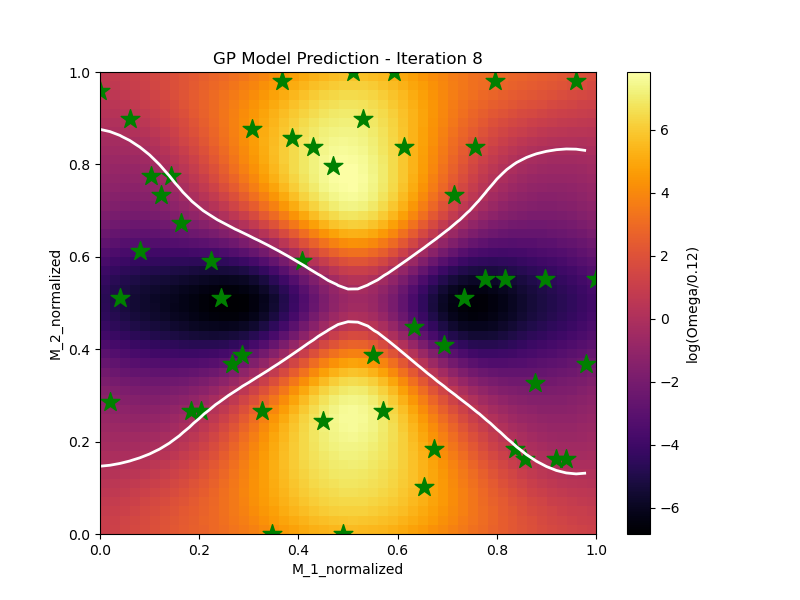 GP Model Prediction - Iteration 8
1.0
0.8
0.6
0.4
0.2
0.0
M_2_normalized
0.0 0.2 0.4 0.6 0.8 1.0
M_1_normalized
6
4
2
0
−2
−4
−6
log(Omega/0.12)